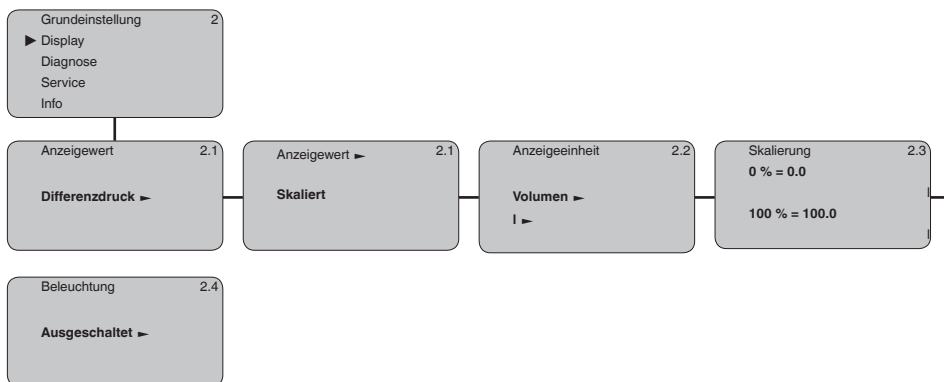 Grundeinstellung 2
▶ Display
Diagnose
Service
Info
Anzeigewert 2.1
Differenzdruck ►
Anzeigewert ► 2.1
Skaliert
Anzeigeeinheit 2.2
Volumen ►
l ►
Skalierung 2.3
0 % = 0.0
l
100 % = 100.0
l
Beleuchtung 2.4
Ausgeschaltet ►